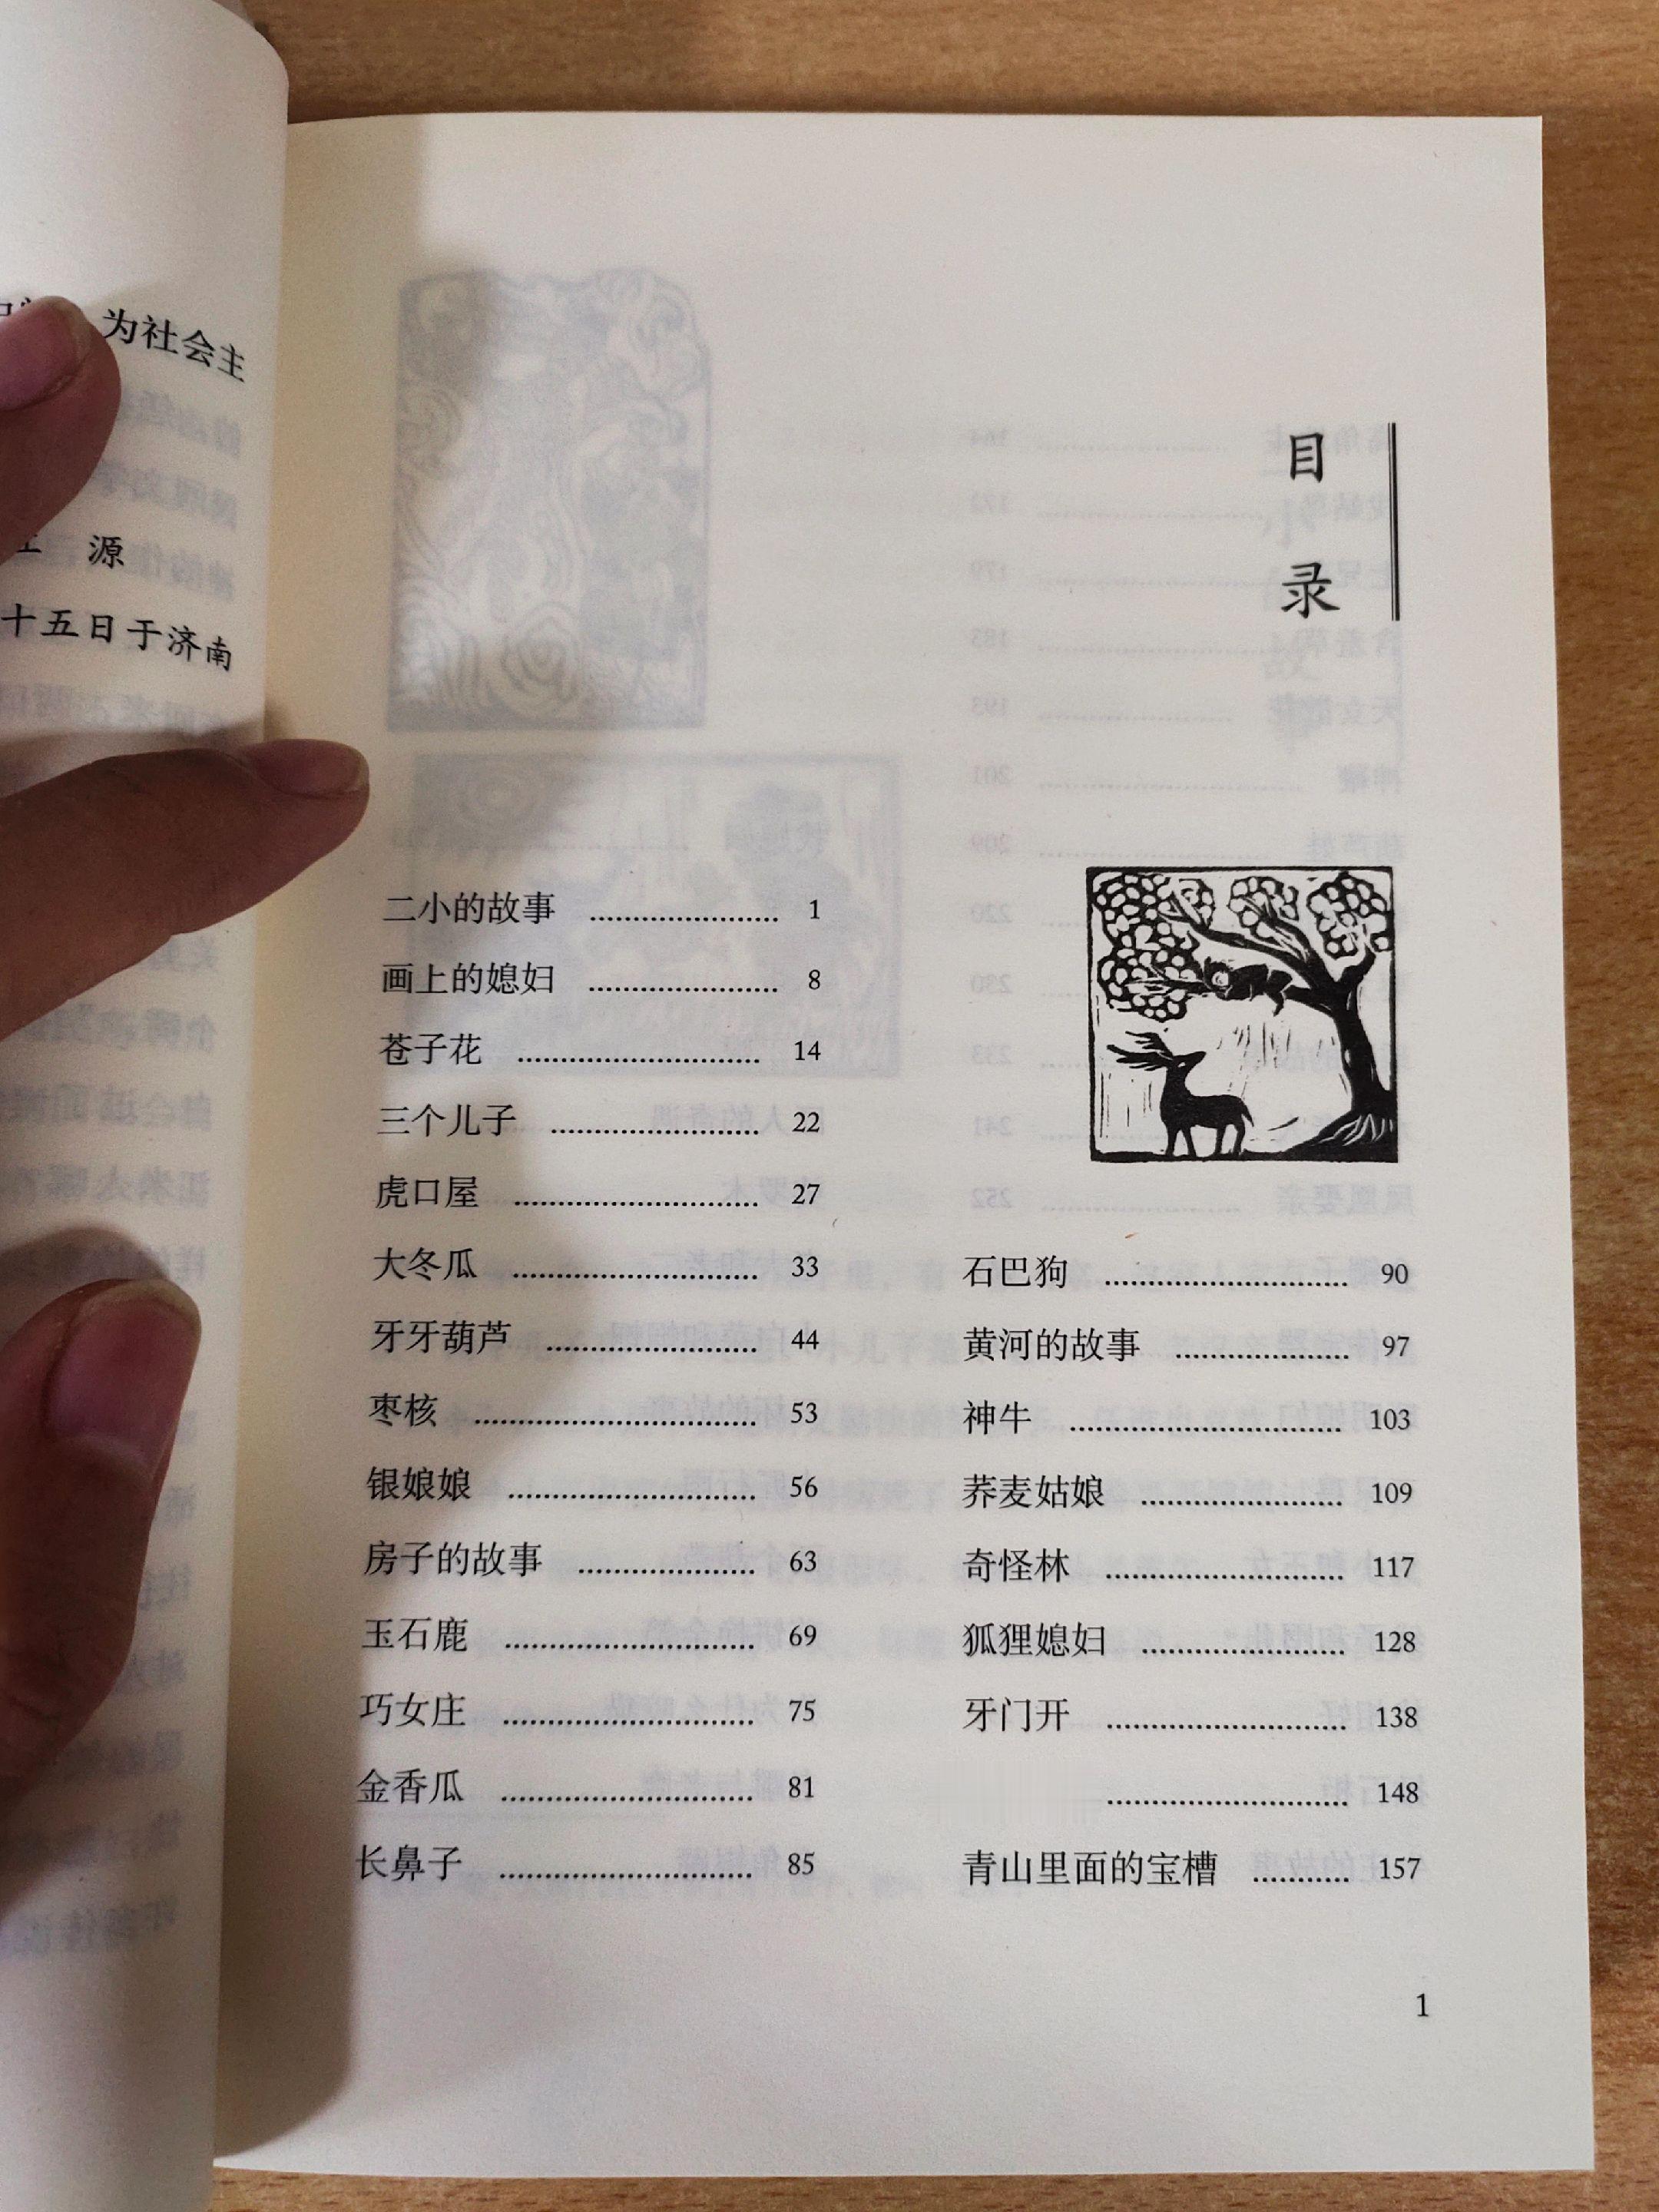 为社会主
源
十五日于济南
目
录
二小的故事 ………………… 1
画上的媳妇 ………………… 8
苍子花 ……………………… 14
三个儿子 …………………… 22
虎口屋 ……………………… 27
大冬瓜 ……………………… 33
牙牙葫芦 …………………… 44
枣核 ………………………… 53
银娘娘 ……………………… 56
房子的故事 ………………… 63
玉石鹿 ……………………… 69
巧女庄 ……………………… 75
金香瓜 ……………………… 81
长鼻子 ……………………… 85
石巴狗 ……………………… 90
黄河的故事 ………………… 97
神牛 ………………………… 103
荞麦姑娘 …………………… 109
奇怪林 ……………………… 117
狐狸媳妇 …………………… 128
牙门开 ……………………… 138
……………………… 148
青山里面的宝槽 ………… 157
1